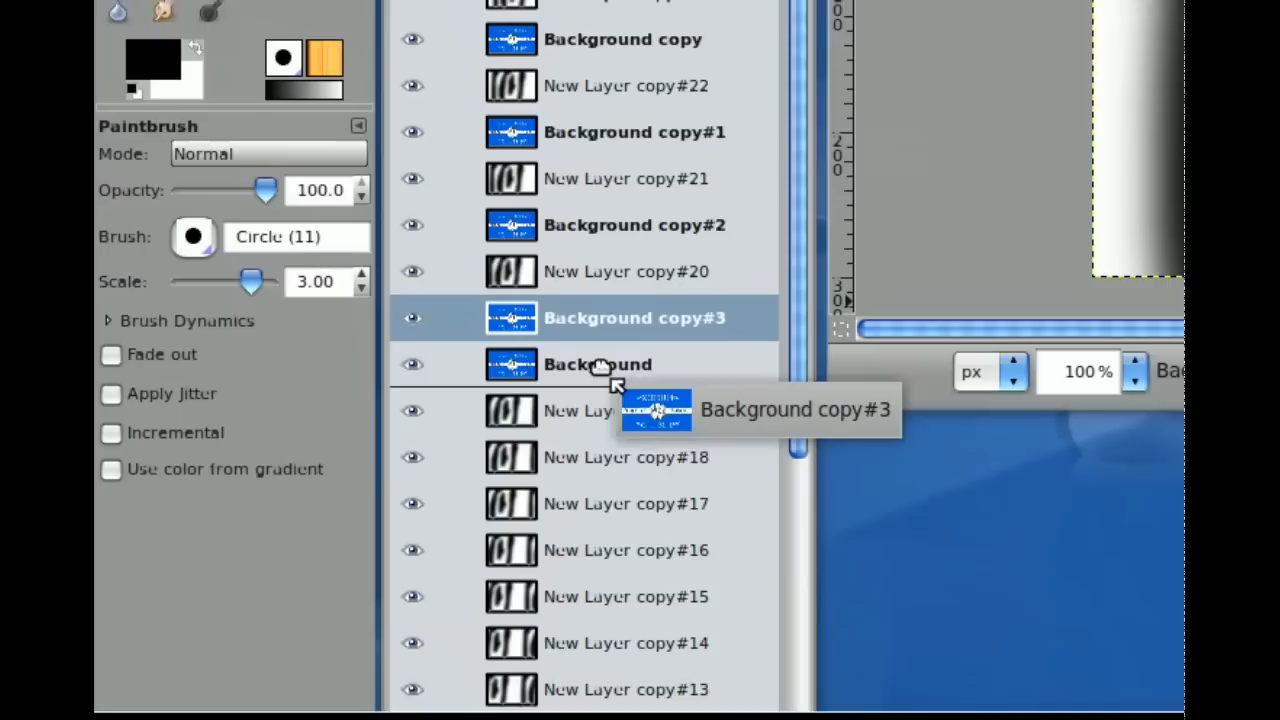 Background copy
New Layer copy#22
Background copy#1
New Layer copy#21
Background copy#2
New Layer copy#20
Background copy#3
Background
New Lay
Background copy#3
New Layer copy#18
New Layer copy#17
New Layer copy#16
New Layer copy#15
New Layer copy#14
New Layer copy#13
Paintbrush
Mode: Normal
Opacity: 100.0
Brush: Circle (11)
Scale: 3.00
Brush Dynamics
Fade out
Apply Jitter
Incremental
Use color from gradient
200
px 100 % Ba